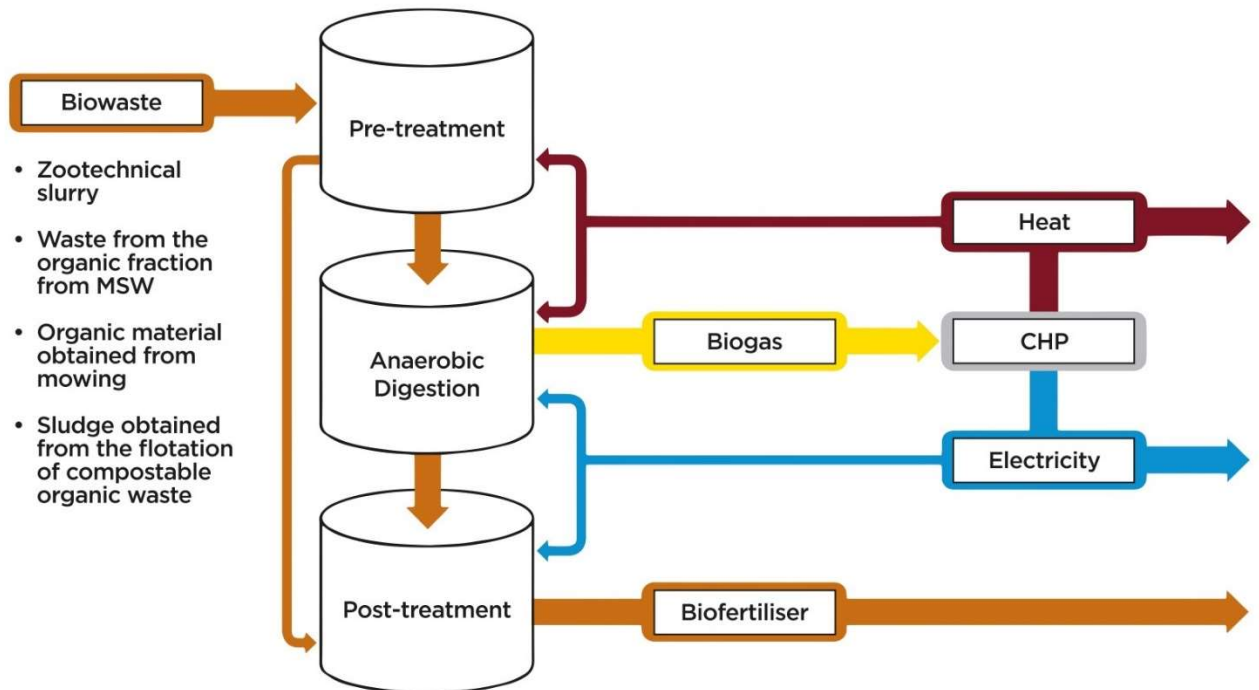 Biowaste
• Zootechnical
slurry
• Waste from the
organic fraction
from MSW
• Organic material
obtained from
mowing
• Sludge obtained
from the flotation
of compostable
organic waste
Pre-treatment
Anaerobic
Digestion
Post-treatment
Heat
Biogas
CHP
Electricity
Biofertiliser